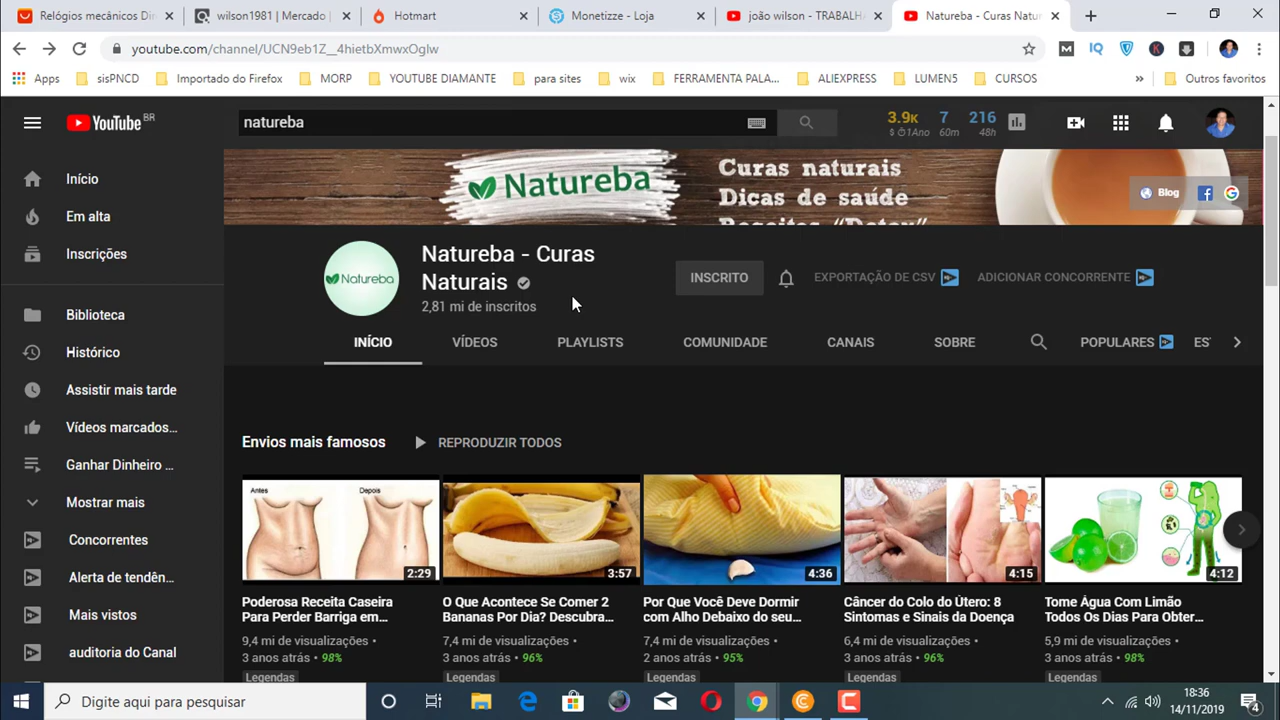 Relógios mecânicos Di
wilson1981 | Mercado
Hotmart
Monetizze - Loja
joão wilson - TRABALH
Natureba - Curas Natur
youtube.com/channel/UCN9eb1Z__4hietbXmwxOglw
Apps
sisPNCD
Importado do Firefox
MORP
YOUTUBE DIAMANTE
para sites
wix
FERRAMENTA PALA...
ALIEXPRESS
LUMEN5
CURSOS
»
Outros favoritos
YouTube BR
natureba
3.9K
$ ⏱1Ano
7
60m
216
48h
Início
Em alta
Inscrições
Biblioteca
Histórico
Assistir mais tarde
Vídeos marcados...
Ganhar Dinheiro ...
Mostrar mais
Concorrentes
Alerta de tendên...
Mais vistos
auditoria do Canal
Natureba
Curas naturais
Dicas de saúde
Receitas "Detox"
Blog
Natureba
Natureba - Curas
Naturais
2,81 mi de inscritos
INSCRITO
EXPORTAÇÃO DE CSV
ADICIONAR CONCORRENTE
INÍCIO
VÍDEOS
PLAYLISTS
COMUNIDADE
CANAIS
SOBRE
POPULARES
ES
Envios mais famosos
REPRODUZIR TODOS
Antes
Depois
2:29
Poderosa Receita Caseira
Para Perder Barriga em...
9,4 mi de visualizações
3 anos atrás • 98%
Legendas
3:57
O Que Acontece Se Comer 2
Bananas Por Dia? Descubra...
7,4 mi de visualizações
3 anos atrás • 96%
Legendas
4:36
Por Que Você Deve Dormir
com Alho Debaixo do seu...
7,4 mi de visualizações
2 anos atrás • 95%
Legendas
4:15
Câncer do Colo do Útero: 8
Sintomas e Sinais da Doença
6,4 mi de visualizações
3 anos atrás • 96%
Legendas
4:12
Tome Água Com Limão
Todos Os Dias Para Obter...
5,9 mi de visualizações
3 anos atrás • 98%
Legendas
Digite aqui para pesquisar
18:36
14/11/2019
4